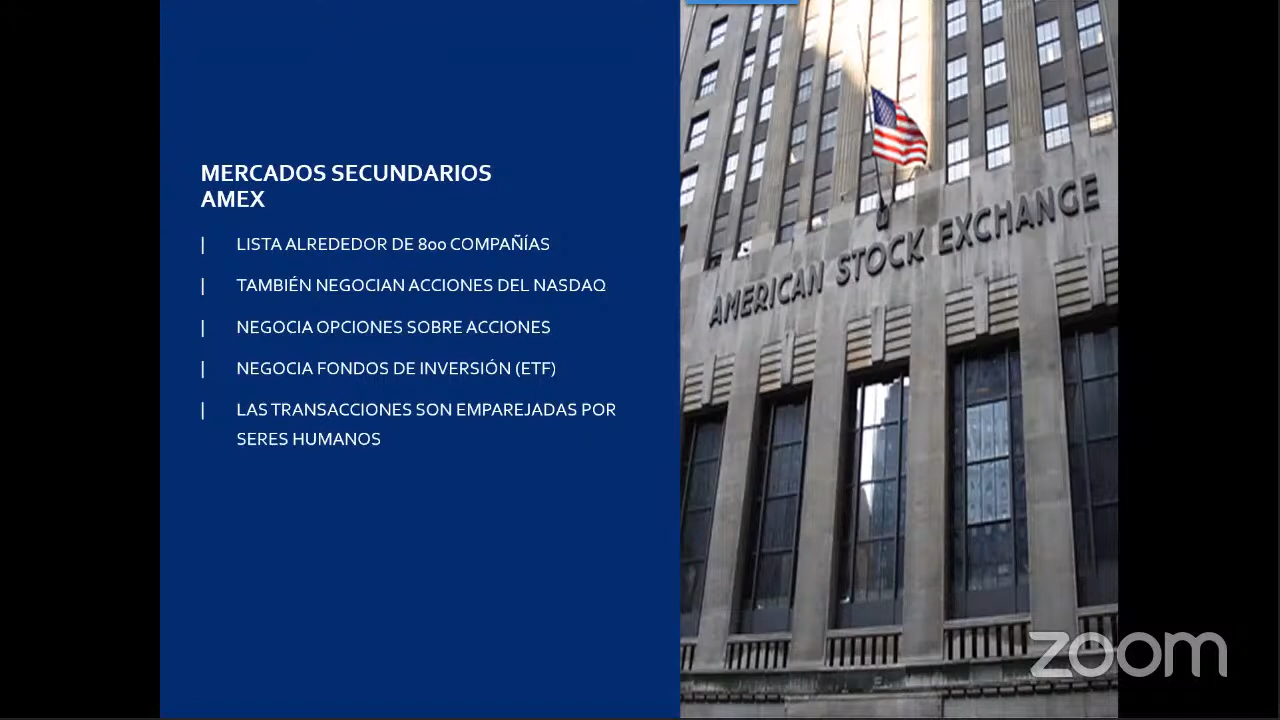 MERCADOS SECUNDARIOS
AMEX
| LISTA ALREDEDOR DE 800 COMPAÑÍAS
| TAMBIÉN NEGOCIAN ACCIONES DEL NASDAQ
| NEGOCIA OPCIONES SOBRE ACCIONES
| NEGOCIA FONDOS DE INVERSIÓN (ETF)
| LAS TRANSACCIONES SON EMPAREJADAS POR
SERES HUMANOS
AMERICAN STOCK EXCHANGE
zoom